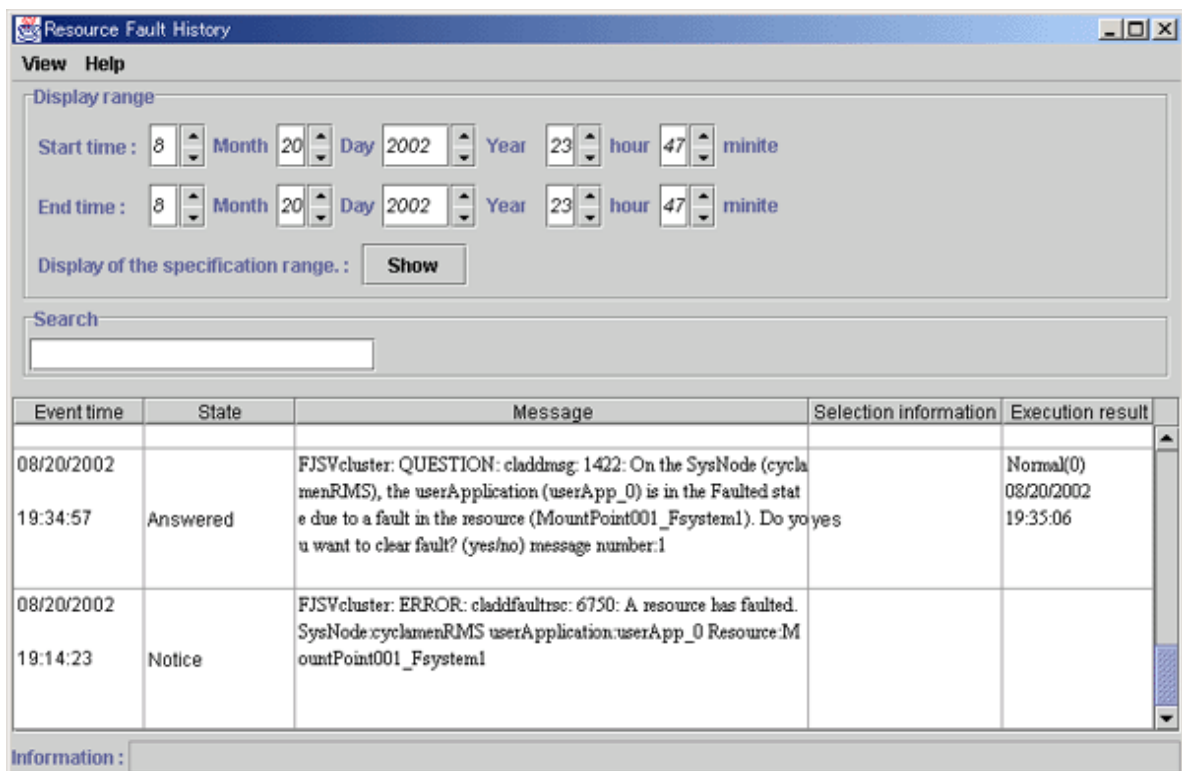 Resource Fault History
View Help
Display range
Start time : 8 Month 20 Day 2002 Year 23 hour 47 minite
End time : 8 Month 20 Day 2002 Year 23 hour 47 minite
Display of the specification range. : Show
Search
Event time State Message Selection information Execution result
08/20/2002 FJSVcluster: QUESTION: claddmsg: 1422: On the SysNode (cycla Normal(0)
menRMS), the userApplication (userApp_0) is in the Faulted stat 08/20/2002
19:34:57 Answered e due to a fault in the resource (MountPoint001_Fsystem1). Do yo yes 19:35:06
u want to clear fault? (yes/no) message number:1
08/20/2002 FJSVcluster: ERROR: claddfaultrsc: 6750: A resource has faulted.
SysNode:cyclamenRMS userApplication:userApp_0 Resource:M
19:14:23 Notice ountPoint001_Fsystem1
Information :